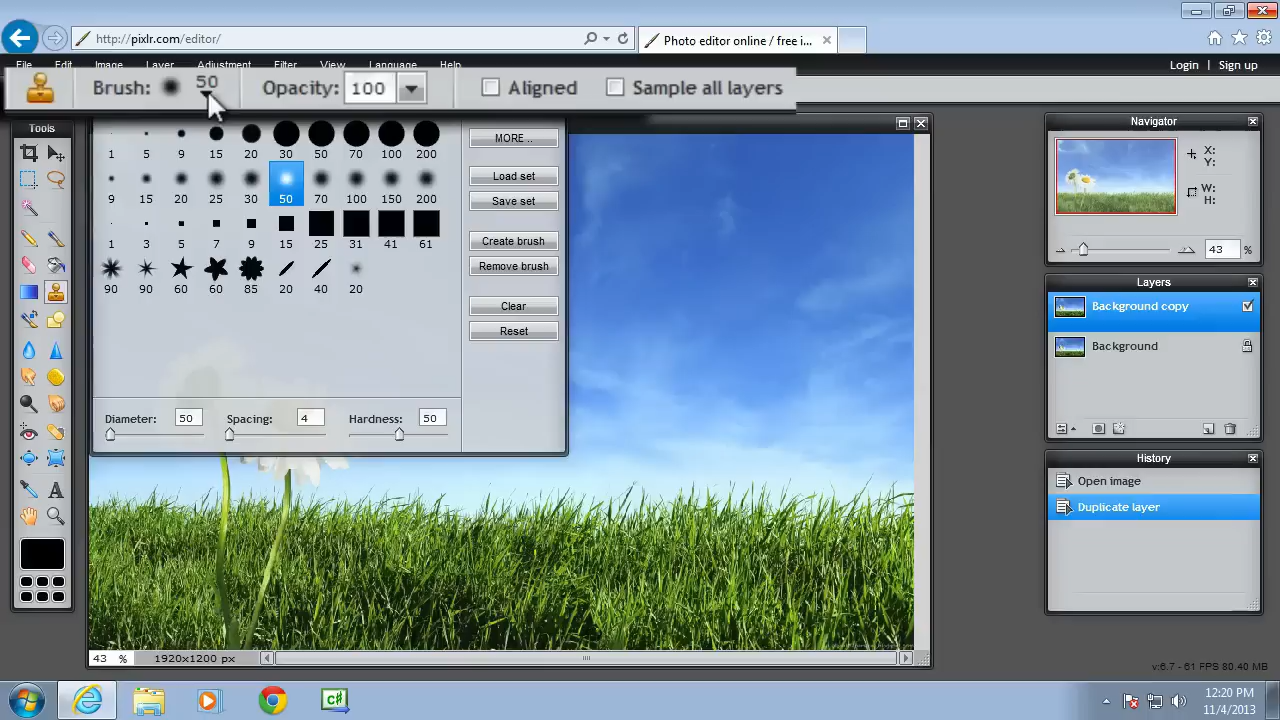 http://pixlr.com/editor/
Photo editor online / free i...
File Edit Image Layer Adjustment Filter View Language Help
Login | Sign up
Brush: 50 Opacity: 100 Aligned Sample all layers
Tools
1 5 9 15 20 30 50 70 100 200
9 15 20 25 30 50 70 100 150 200
1 3 5 7 9 15 25 31 41 61
90 90 60 60 85 20 40 20
MORE ..
Load set
Save set
Create brush
Remove brush
Clear
Reset
Diameter: 50 Spacing: 4 Hardness: 50
43 % 1920x1200 px
Navigator
X:
Y:
W:
H:
43 %
Layers
Background copy
Background
History
Open image
Duplicate layer
v:6.7 - 61 FPS 80.40 MB
C#
12:20 PM
11/4/2013